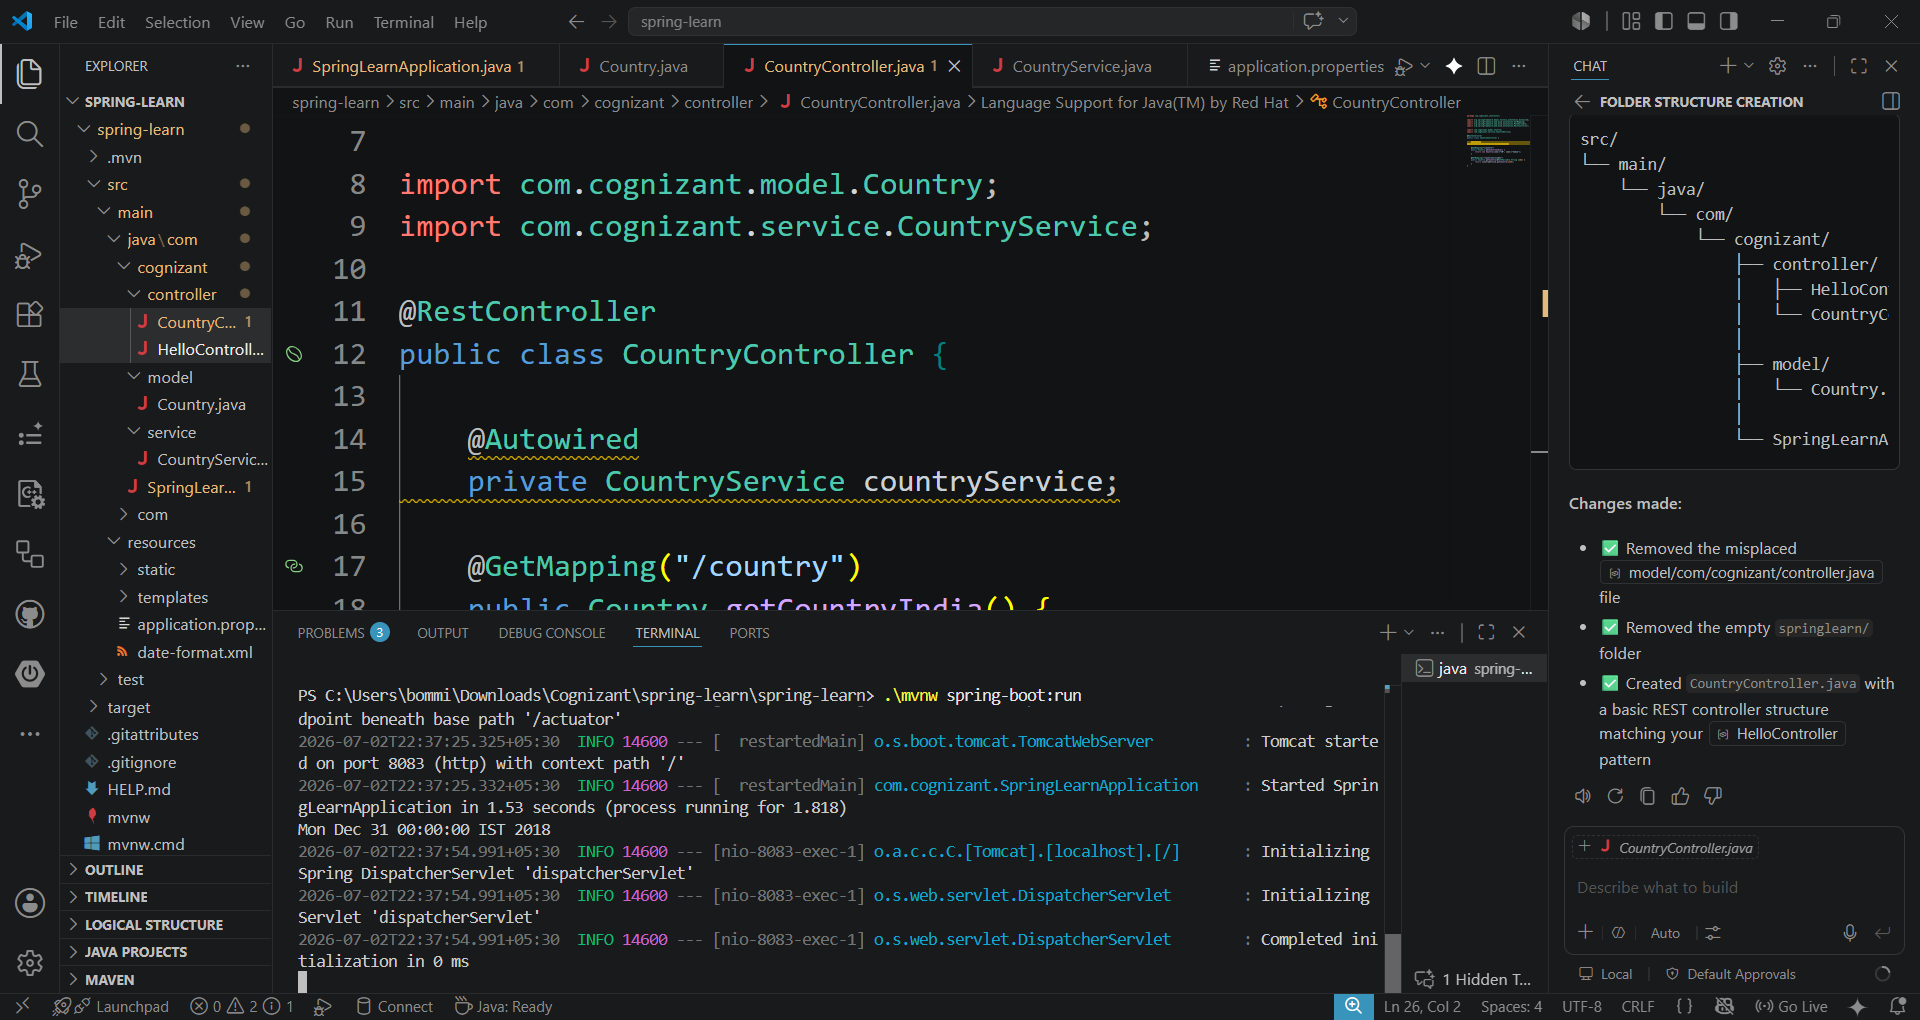 File Edit Selection View Go Run Terminal Help
spring-learn
EXPLORER
SPRING-LEARN
spring-learn
.mvn
src
main
java\com
cognizant
controller
CountryC... 1
HelloControll...
model
Country.java
service
CountryServic...
SpringLear... 1
com
resources
static
templates
application.prop...
date-format.xml
test
target
.gitattributes
.gitignore
HELP.md
mvnw
mvnw.cmd
OUTLINE
TIMELINE
LOGICAL STRUCTURE
JAVA PROJECTS
MAVEN
SpringLearnApplication.java 1 Country.java CountryController.java 1 CountryService.java application.properties
spring-learn > src > main > java > com > cognizant > controller > CountryController.java > Language Support for Java(TM) by Red Hat > CountryController
7
8 import com.cognizant.model.Country;
9 import com.cognizant.service.CountryService;
10
11 @RestController
12 public class CountryController {
13
14 @Autowired
15 private CountryService countryService;
16
17 @GetMapping("/country")
18 public Country getCountryIndia() {
PROBLEMS 3 OUTPUT DEBUG CONSOLE TERMINAL PORTS
java spring-...
PS C:\Users\bommi\Downloads\Cognizant\spring-learn\spring-learn> .\mvnw spring-boot:run
dpoint beneath base path '/actuator'
2026-07-02T22:37:25.325+05:30 INFO 14600 --- [ restartedMain] o.s.boot.tomcat.TomcatWebServer : Tomcat starte
d on port 8083 (http) with context path '/'
2026-07-02T22:37:25.332+05:30 INFO 14600 --- [ restartedMain] com.cognizant.SpringLearnApplication : Started Sprin
gLearnApplication in 1.53 seconds (process running for 1.818)
Mon Dec 31 00:00:00 IST 2018
2026-07-02T22:37:54.991+05:30 INFO 14600 --- [nio-8083-exec-1] o.a.c.c.C.[Tomcat].[localhost].[/] : Initializing
Spring DispatcherServlet 'dispatcherServlet'
2026-07-02T22:37:54.991+05:30 INFO 14600 --- [nio-8083-exec-1] o.s.web.servlet.DispatcherServlet : Initializing
Servlet 'dispatcherServlet'
2026-07-02T22:37:54.991+05:30 INFO 14600 --- [nio-8083-exec-1] o.s.web.servlet.DispatcherServlet : Completed ini
tialization in 0 ms
1 Hidden T...
CHAT
FOLDER STRUCTURE CREATION
src/
└── main/
└── java/
└── com/
└── cognizant/
├── controller/
│ ├── HelloCon
│ └── CountryC
│
├── model/
│ └── Country.
│
└── SpringLearnA
Changes made:
• ✅ Removed the misplaced
model/com/cognizant/controller.java
file
• ✅ Removed the empty springlearn/
folder
• ✅ Created CountryController.java with
a basic REST controller structure
matching your HelloController
pattern
CountryController.java
Describe what to build
Auto
Local Default Approvals
Launchpad 0 2 1 Connect Java: Ready
Ln 26, Col 2 Spaces: 4 UTF-8 CRLF { } Go Live